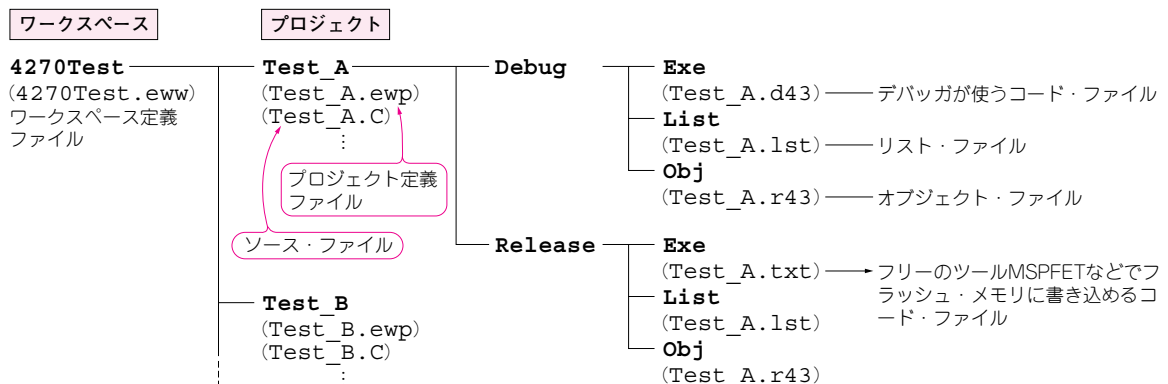 ワークスペース
プロジェクト
4270Test
(4270Test.eww)
ワークスペース定義
ファイル
Test_A
(Test_A.ewp)
(Test_A.C)
⋮
プロジェクト定義
ファイル
ソース・ファイル
Test_B
(Test_B.ewp)
(Test_B.C)
⋮
Debug
Exe
(Test_A.d43)
デバッガが使うコード・ファイル
List
(Test_A.lst)
リスト・ファイル
Obj
(Test_A.r43)
オブジェクト・ファイル
Release
Exe
(Test_A.txt)
フリーのツールMSPFETなどでフ
ラッシュ・メモリに書き込めるコ
ード・ファイル
List
(Test_A.lst)
Obj
(Test_A.r43)